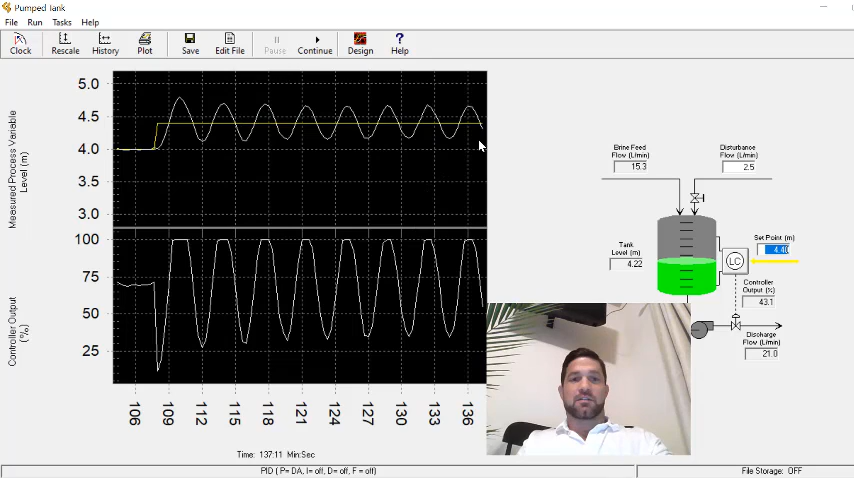 Pumped Tank
File Run Tasks Help
Clock Rescale History Plot Save Edit File Pause Continue Design Help
5.0
4.5
4.0
3.5
3.0
Measured Process Variable
Level (m)
100
75
50
25
Controller Output
(%)
106 109 112 115 118 121 124 127 130 133 136
Time: 137:11 Min:Sec
Brine Feed
Flow (L/min)
15.3
Disturbance
Flow (L/min)
2.5
Tank
Level (m)
4.22
Set Point (m)
4.40
LC
Controller
Output (%)
43.1
Discharge
Flow (L/min)
21.0
PID ( P= DA, I= off, D= off, F = off)
File Storage: OFF